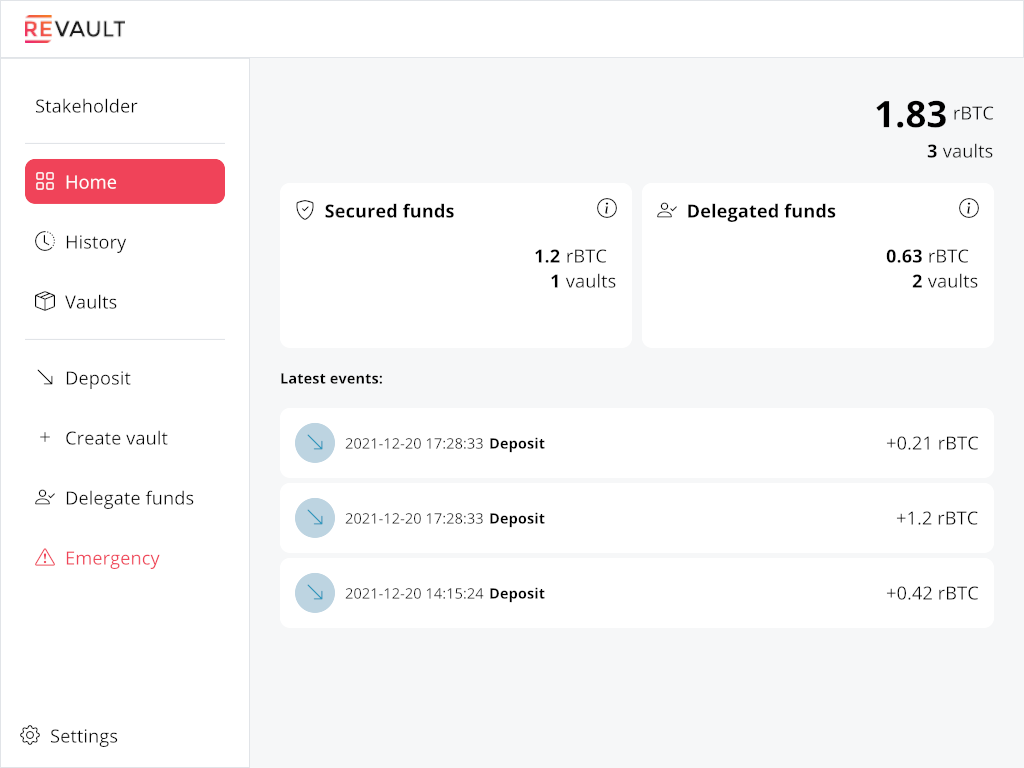 REVAULT
Stakeholder
Home
History
Vaults
Deposit
Create vault
Delegate funds
Emergency
Settings
1.83 rBTC
3 vaults
Secured funds
1.2 rBTC
1 vaults
Delegated funds
0.63 rBTC
2 vaults
Latest events:
2021-12-20 17:28:33 Deposit +0.21 rBTC
2021-12-20 17:28:33 Deposit +1.2 rBTC
2021-12-20 14:15:24 Deposit +0.42 rBTC